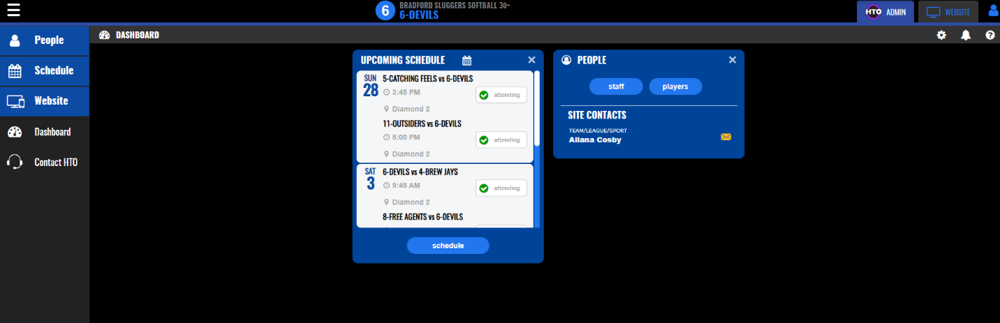 6
BRADFORD SLUGGERS SOFTBALL 30+
6-DEVILS
HTO ADMIN
WEBSITE
People
Schedule
Website
Dashboard
Contact HTO
DASHBOARD
?
UPCOMING SCHEDULE
SUN
28
5-CATCHING FEELS vs 6-DEVILS
3:45 PM
attending
Diamond 2
11-OUTSIDERS vs 6-DEVILS
5:00 PM
attending
Diamond 2
SAT
3
6-DEVILS vs 4-BREW JAYS
9:45 AM
attending
Diamond 2
8-FREE AGENTS vs 6-DEVILS
schedule
PEOPLE
staff
players
SITE CONTACTS
TEAM/LEAGUE/SPORT
Allana Cosby